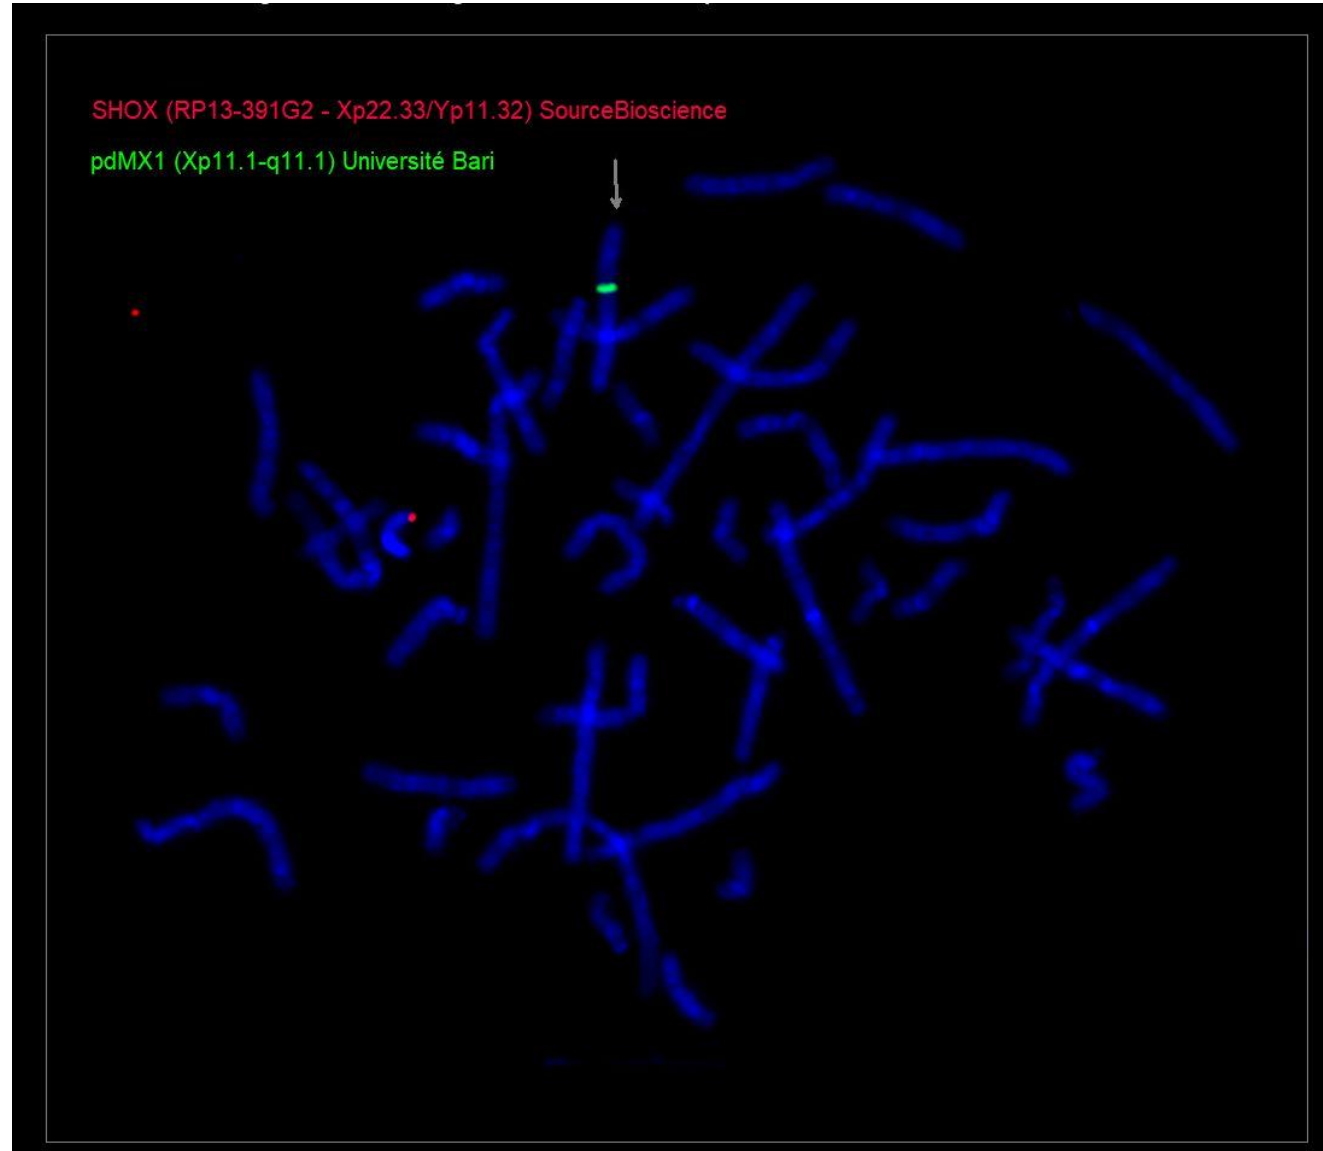 SHOX (RP13-391G2 - Xp22.33/Yp11.32) SourceBioscience
pdMX1 (Xp11.1-q11.1) Université Bari